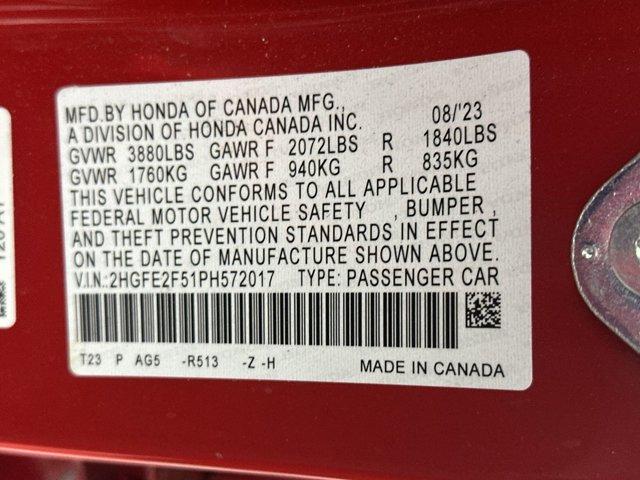 MFD.BY HONDA OF CANADA MFG., 08/'23
A DIVISION OF HONDA CANADA INC.
GVWR 3880LBS GAWR F 2072LBS R 1840LBS
GVWR 1760KG GAWR F 940KG R 835KG
THIS VEHICLE CONFORMS TO ALL APPLICABLE
FEDERAL MOTOR VEHICLE SAFETY , BUMPER ,
AND THEFT PREVENTION STANDARDS IN EFFECT
ON THE DATE OF MANUFACTURE SHOWN ABOVE.
V.I.N.:2HGFE2F51PH572017 TYPE: PASSENGER CAR
T23 P AG5 -R513 -Z -H MADE IN CANADA